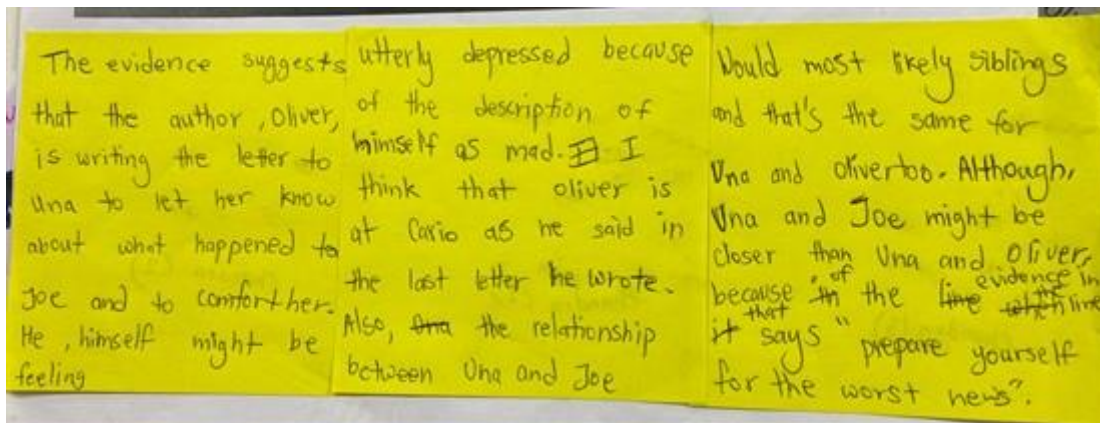 The evidence suggests
that the author, Oliver,
is writing the letter to
Una to let her know
about what happened to
Joe and to comfort her.
He, himself might be
feeling
utterly depressed because
of the description of
himself as mad. I
think that oliver is
at Cario as he said in
the last letter he wrote.
Also, the relationship
between Una and Joe
Would most likely siblings
and that's the same for
Una and oliver too. Although,
Una and Joe might be
closer than Una and Oliver,
because of the evidence in the line
that says "prepare yourself
for the worst news".